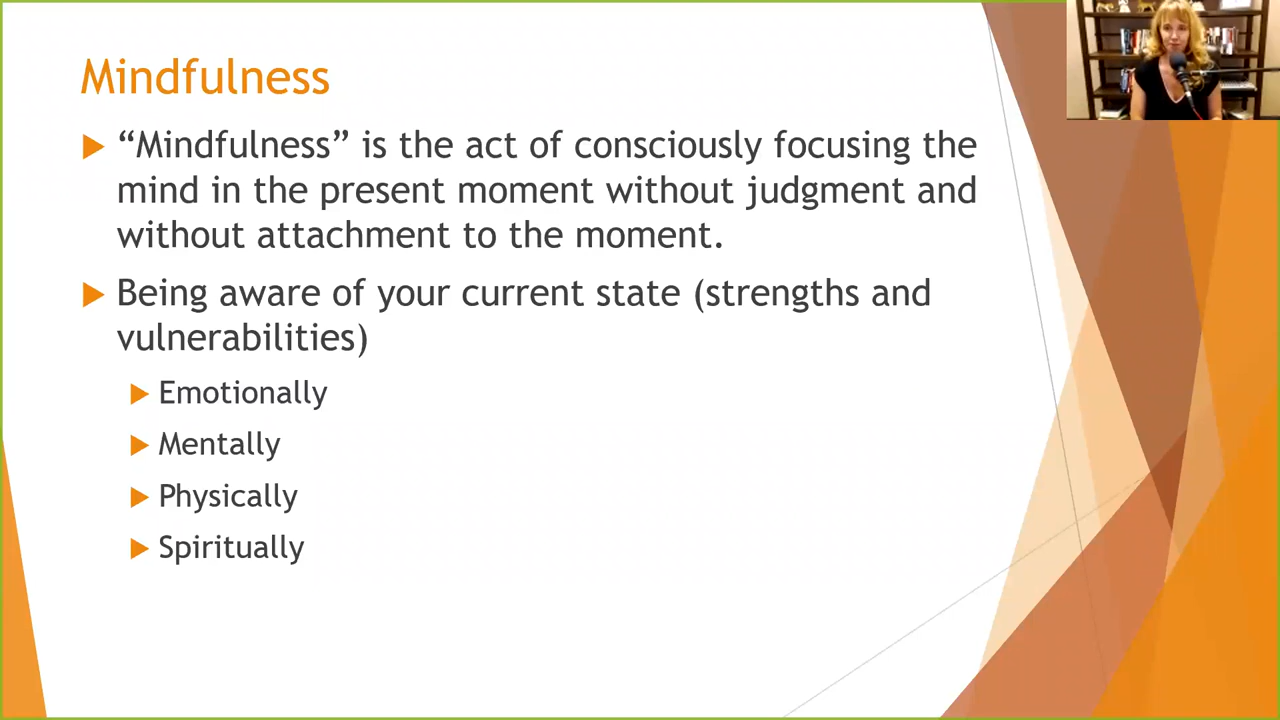 Mindfulness
“Mindfulness” is the act of consciously focusing the
mind in the present moment without judgment and
without attachment to the moment.
Being aware of your current state (strengths and
vulnerabilities)
Emotionally
Mentally
Physically
Spiritually